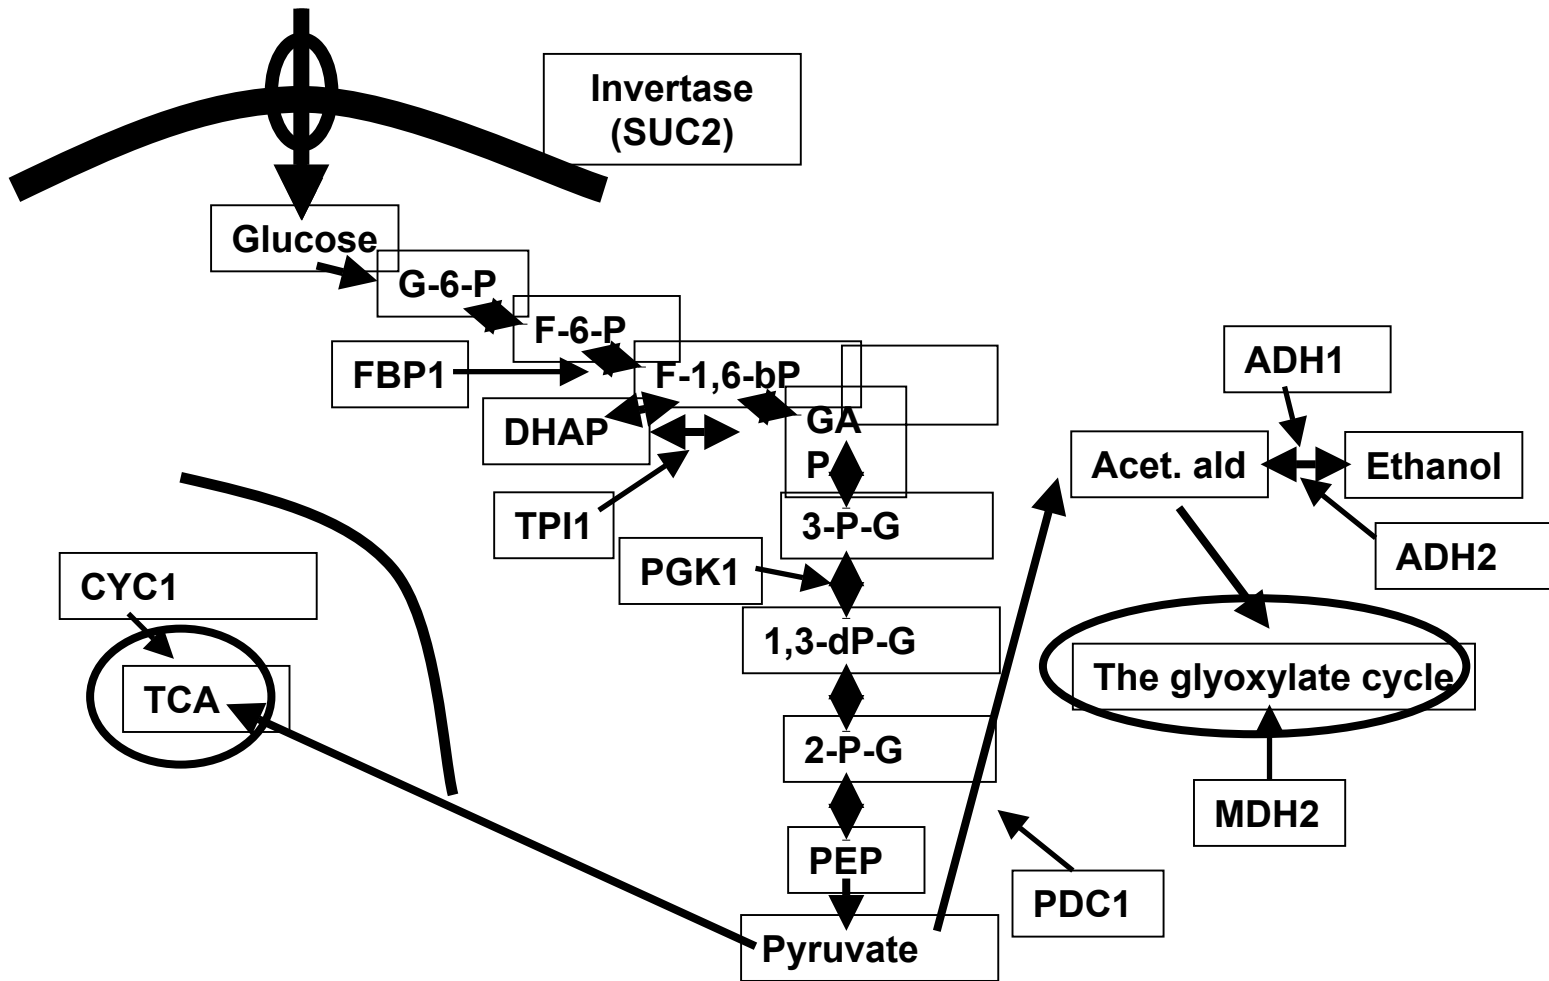 Invertase
(SUC2)
Glucose
G-6-P
F-6-P
FBP1
F-1,6-bP
ADH1
DHAP
GA
P
Acet. ald
Ethanol
TPI1
3-P-G
ADH2
CYC1
PGK1
1,3-dP-G
The glyoxylate cycle
TCA
2-P-G
MDH2
PEP
PDC1
Pyruvate